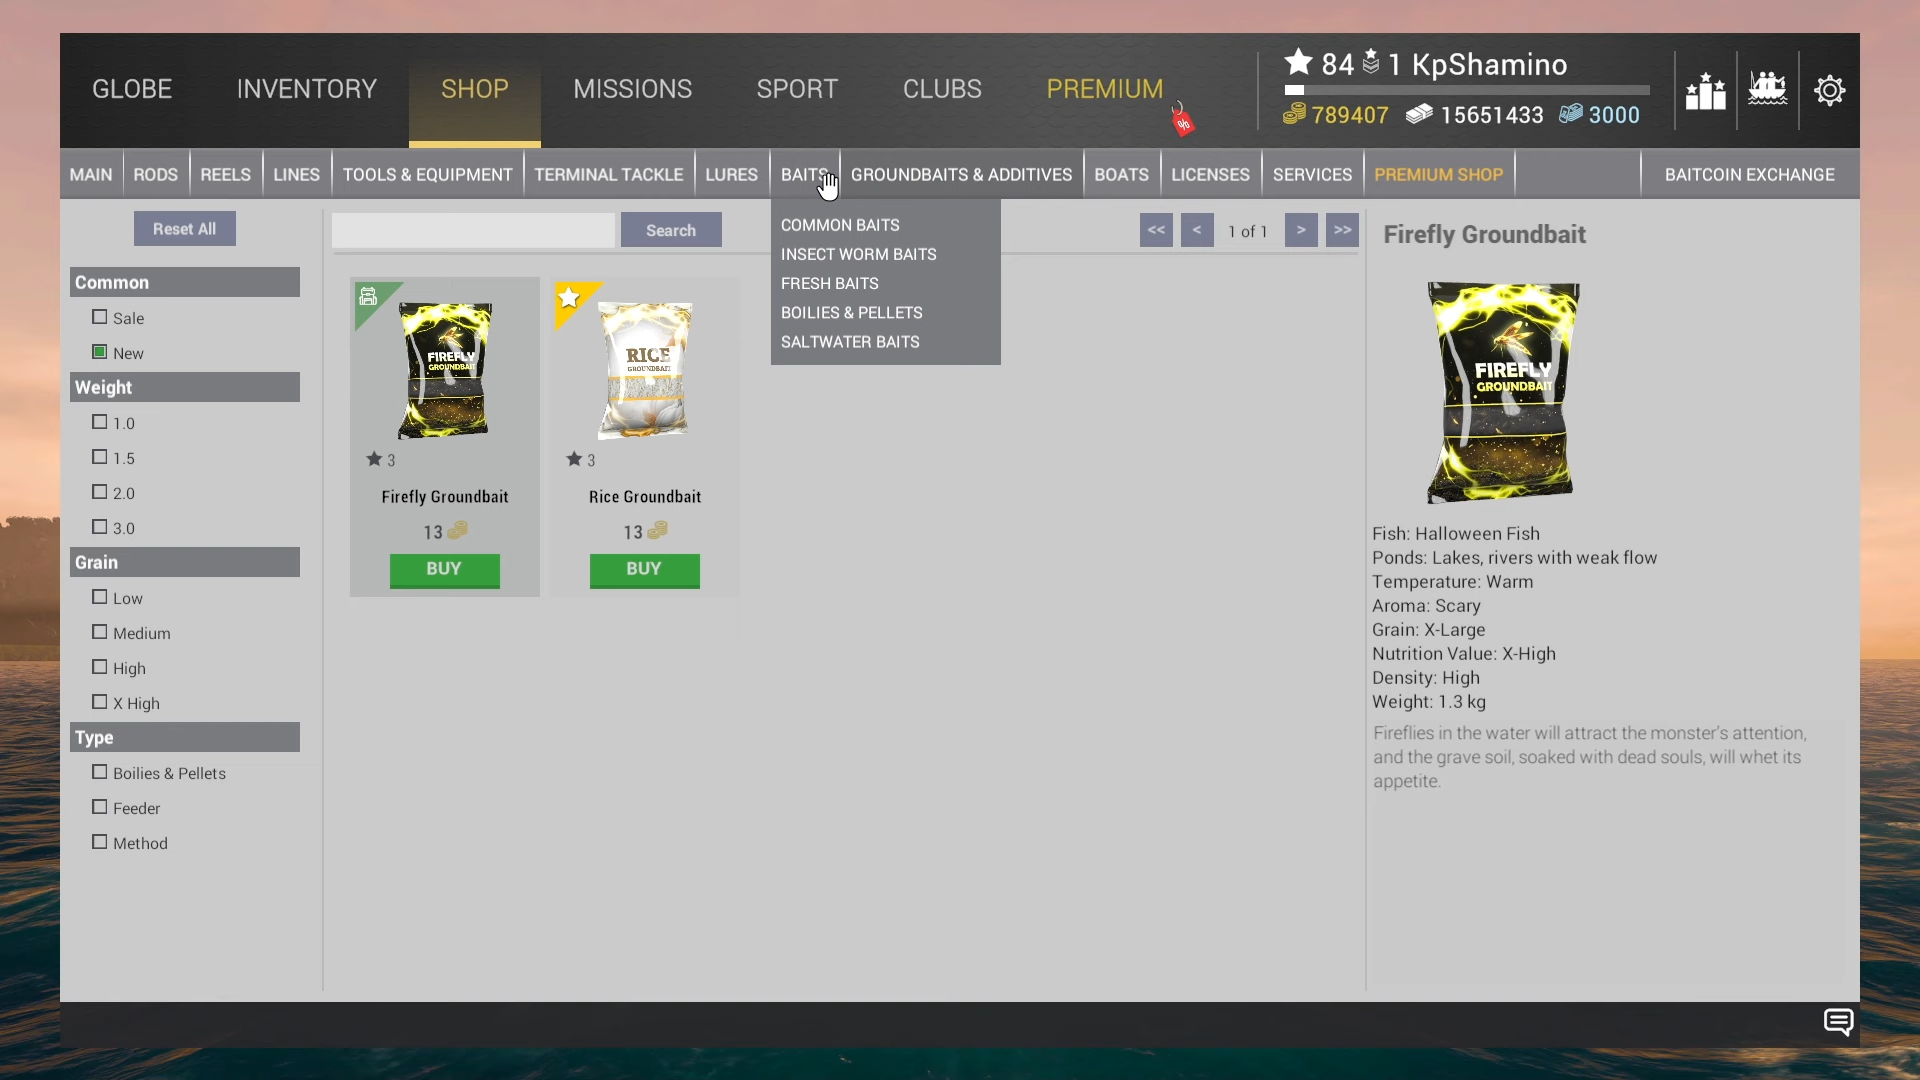 GLOBE
INVENTORY
SHOP
MISSIONS
SPORT
CLUBS
PREMIUM
%
84 1 KpShamino
789407 15651433 3000
MAIN
RODS
REELS
LINES
TOOLS & EQUIPMENT
TERMINAL TACKLE
LURES
BAITS
GROUNDBAITS & ADDITIVES
BOATS
LICENSES
SERVICES
PREMIUM SHOP
BAITCOIN EXCHANGE
COMMON BAITS
INSECT WORM BAITS
FRESH BAITS
BOILIES & PELLETS
SALTWATER BAITS
Reset All
Search
<< < 1 of 1 > >>
Common
Sale
New
Weight
1.0
1.5
2.0
3.0
Grain
Low
Medium
High
X High
Type
Boilies & Pellets
Feeder
Method
FIREFLY
GROUNDBAIT
3
Firefly Groundbait
13
BUY
RICE
GROUNDBAIT
3
Rice Groundbait
13
BUY
Firefly Groundbait
FIREFLY
GROUNDBAIT
Fish: Halloween Fish
Ponds: Lakes, rivers with weak flow
Temperature: Warm
Aroma: Scary
Grain: X-Large
Nutrition Value: X-High
Density: High
Weight: 1.3 kg
Fireflies in the water will attract the monster's attention,
and the grave soil, soaked with dead souls, will whet its
appetite.